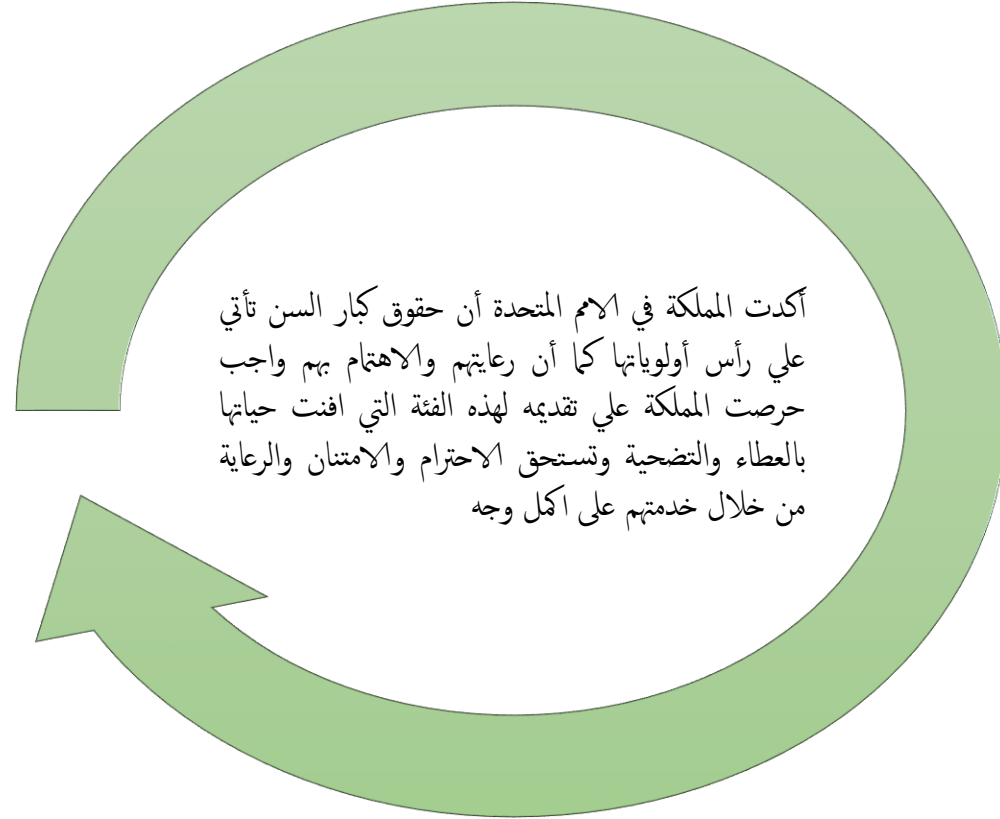 أكدت المملكة في الامم المتحدة أن حقوق كبار السن تأتي
علي رأس أولوياتها كما أن رعايتهم والاهتمام بهم واجب
حرصت المملكة علي تقديمه لهذه الفئة التي افنت حياتها
بالعطاء والتضحية وتستحق الاحترام والامتنان والرعاية
من خلال خدمتهم على اكمل وجه